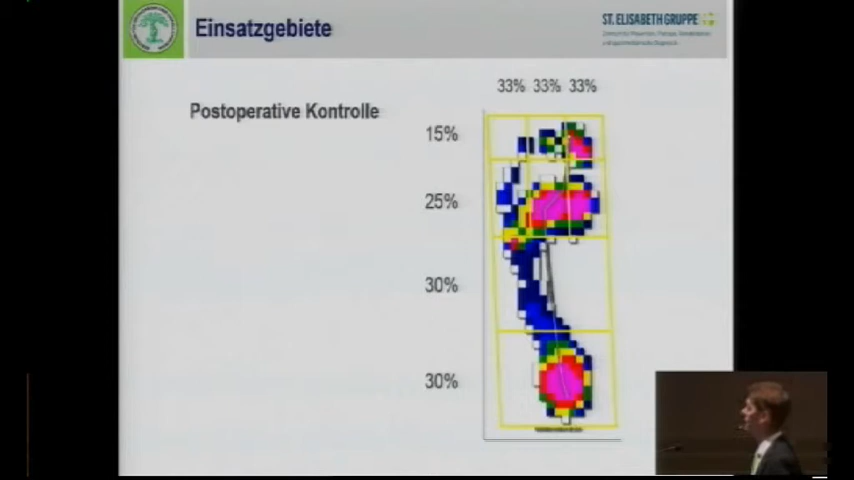 Einsatzgebiete
ST. ELISABETH GRUPPE
33% 33% 33%
Postoperative Kontrolle
15%
25%
30%
30%